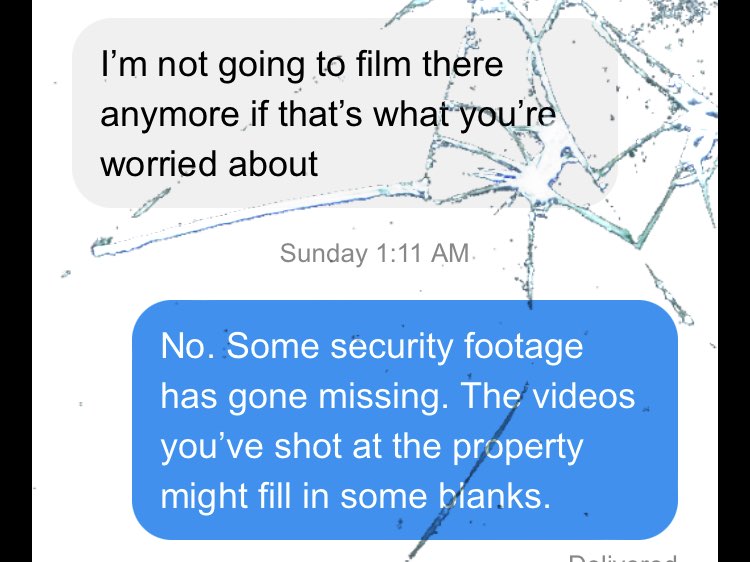 I’m not going to film there
anymore if that’s what you’re
worried about
Sunday 1:11 AM
No. Some security footage
has gone missing. The videos
you’ve shot at the property
might fill in some blanks.
Delivered